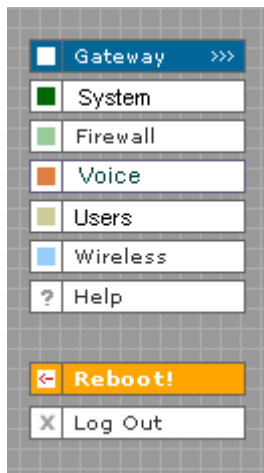 Gateway >>>
System
Firewall
Voice
Users
Wireless
? Help
Reboot!
X Log Out